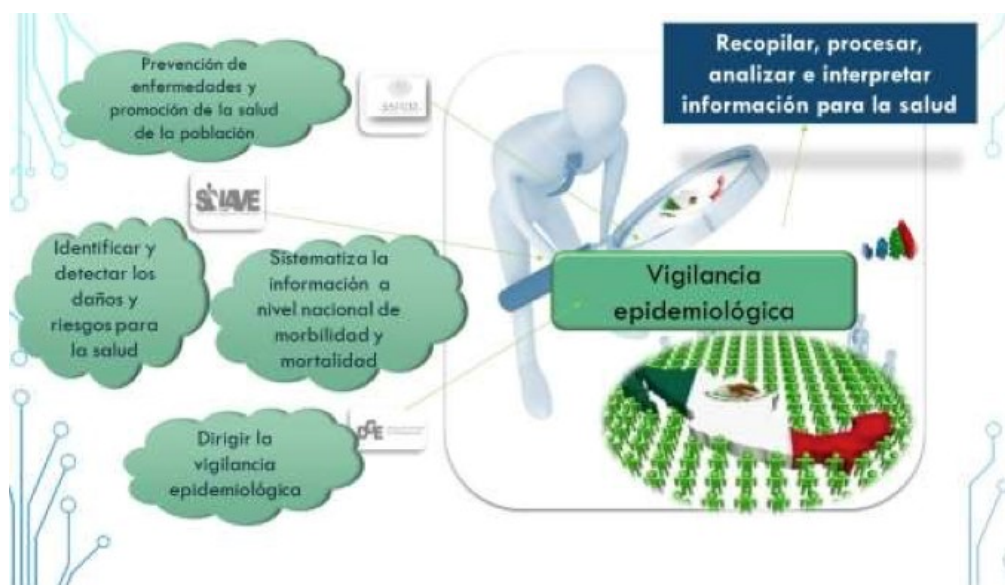 Prevención de
enfermedades y
promoción de la salud
de la población
SALUD
Recopilar, procesar,
analizar e interpretar
información para la salud
SINAVE
Identificar y
detectar los
daños y
riesgos para
la salud
Sistematiza la
información a
nivel nacional de
morbilidad y
mortalidad
Vigilancia
epidemiológica
Dirigir la
vigilancia
epidemiológica
DGE